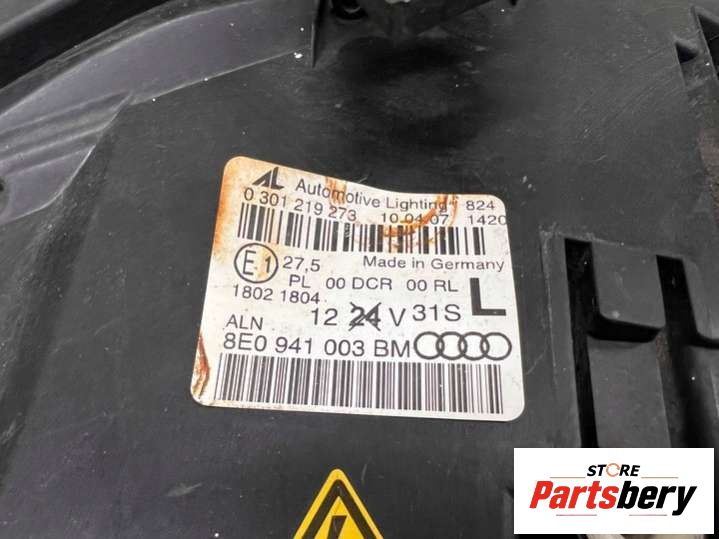 AL Automotive Lighting 824
0 301 219 273 10.04.07 1420
E1 27,5 Made in Germany
PL 00 DCR 00 RL
1802 1804 12 24 V 31S L
ALN
8E0 941 003 BM
STORE
Partsbery